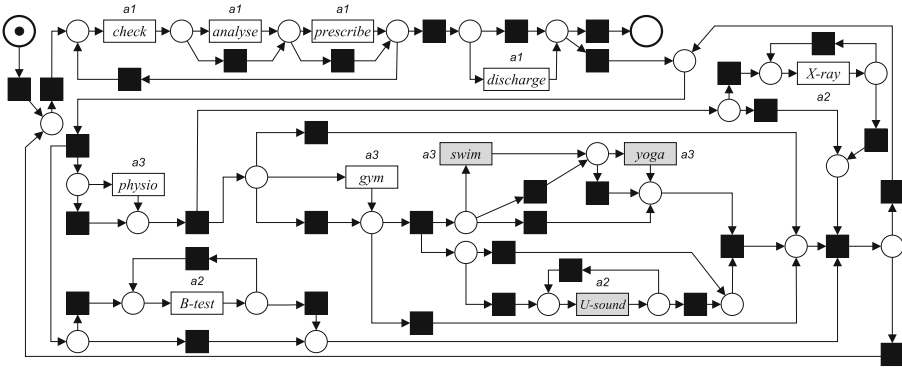 a1 a1 a1
check analyse prescribe
a1
discharge
X-ray
a2
a3
physio
a3
gym
a3 swim yoga a3
a2
B-test
a2
U-sound